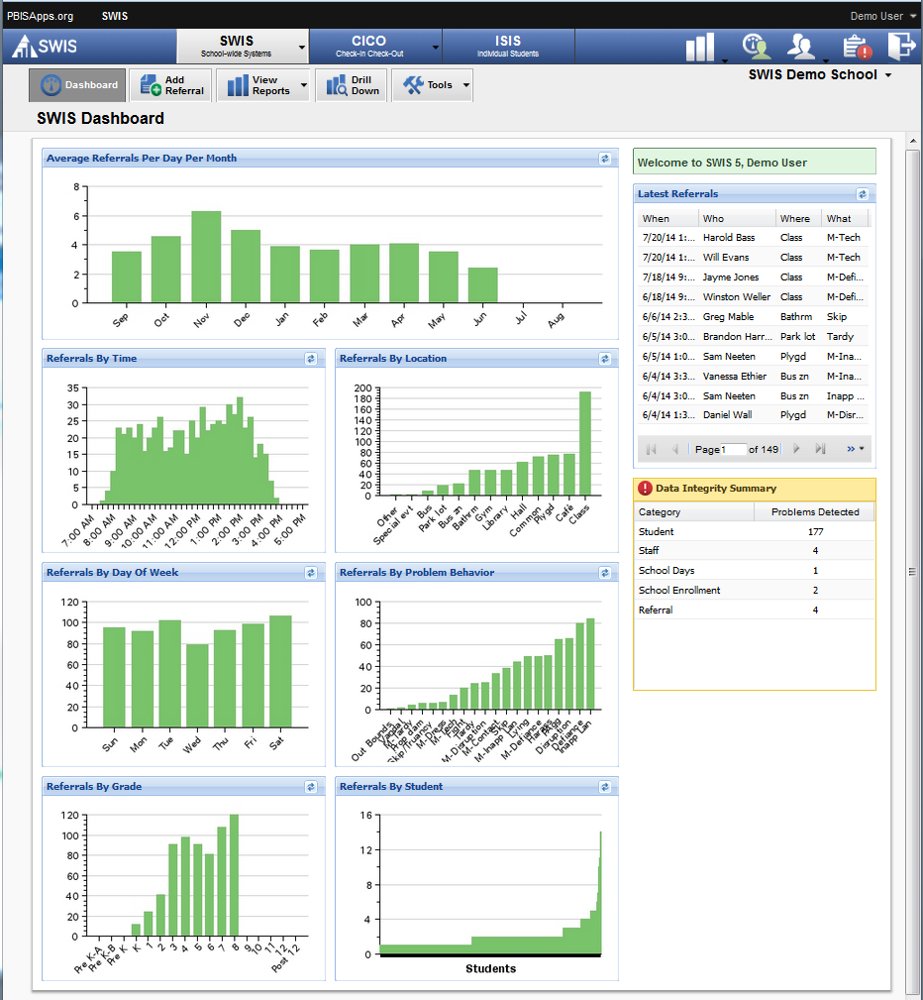 PBISApps.org SWIS Demo User
SWIS
SWIS
School-wide Systems
CICO
Check-in Check-Out
ISIS
Individual Students
Dashboard
Add Referral
View Reports
Drill Down
Tools
SWIS Demo School
SWIS Dashboard
Average Referrals Per Day Per Month
8
6
4
2
0
Sep Oct Nov Dec Jan Feb Mar Apr May Jun Jul Aug
Referrals By Time
35
30
25
20
15
10
5
0
7:00 AM 8:00 AM 9:00 AM 10:00 AM 11:00 AM 12:00 PM 1:00 PM 2:00 PM 3:00 PM 4:00 PM 5:00 PM
Referrals By Location
200
180
160
140
120
100
80
60
40
20
0
Other Special evt Bus Park lot Bus zn Bathrm Gym Library Hall Common Plygd Café Class
Referrals By Day Of Week
120
100
80
60
40
20
0
Sun Mon Tue Wed Thu Fri Sat
Referrals By Problem Behavior
100
80
60
40
20
0
Out Bounds Vandal M-Tardy Prop dam Skip/Truancy M-Dress M-Tech Fight Tardy M-Disruption M-Contact Skip M-Inapp Lan Lying M-Defiance Harass PAgg Disruption Defiance Inapp Lan
Referrals By Grade
120
100
80
60
40
20
0
Pre K-A Pre K-B Pre K K 1 2 3 4 5 6 7 8 9 10 11 12 Post 12
Referrals By Student
16
12
8
4
0
Students
Welcome to SWIS 5, Demo User
Latest Referrals
When Who Where What
7/20/14 1:... Harold Bass Class M-Tech
7/20/14 1:... Will Evans Class M-Tech
7/18/14 9:... Jayme Jones Class M-Defi...
6/18/14 9:... Winston Weller Class M-Defi...
6/6/14 2:3... Greg Mable Bathrm Skip
6/5/14 3:0... Brandon Harr... Park lot Tardy
6/5/14 1:0... Sam Neeten Plygd M-Ina...
6/4/14 3:3... Vanessa Ethier Bus zn M-Ina...
6/4/14 3:0... Sam Neeten Bus zn Inapp ...
6/4/14 1:3... Daniel Wall Plygd M-Disr...
Page 1 of 149
Data Integrity Summary
Category Problems Detected
Student 177
Staff 4
School Days 1
School Enrollment 2
Referral 4